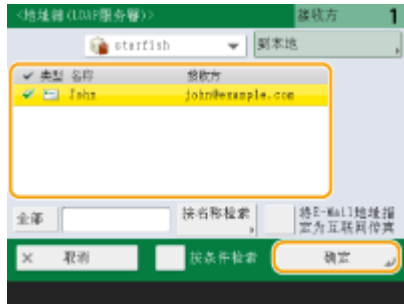 <地址簿(LDAP服务器)> 接收方 1
starfish 到本地
类型 名称 接收方
John john@example.com
全部 按名称检索 将E-Mail地址指
定为互联网传真
× 取消 按条件检索 确定